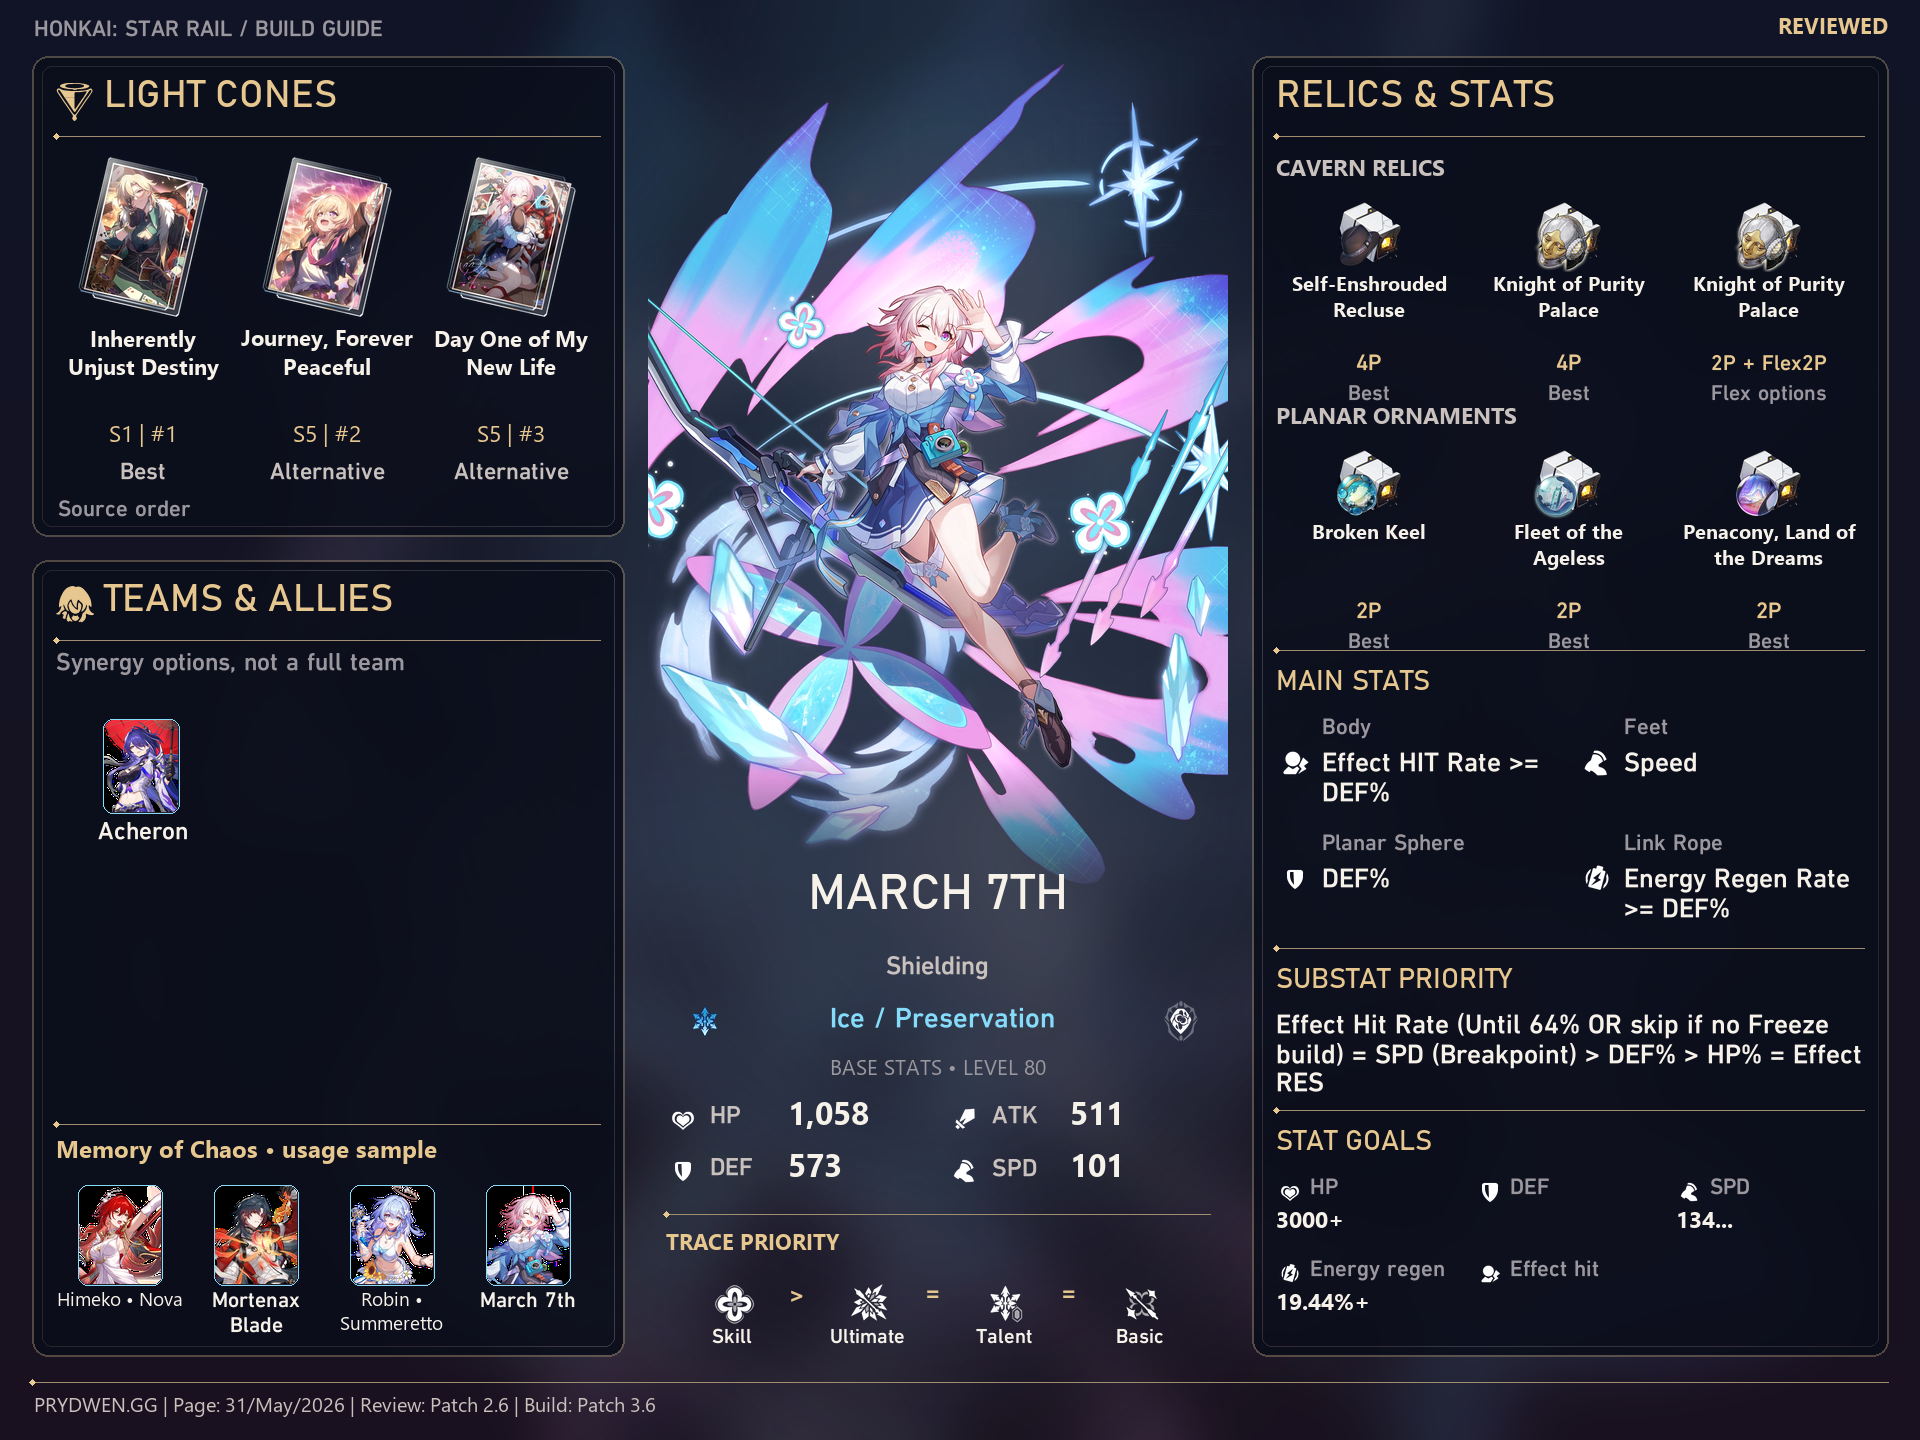 HONKAI: STAR RAIL / BUILD GUIDE
REVIEWED
LIGHT CONES
Inherently
Unjust Destiny
S1 | #1
Best
Journey, Forever
Peaceful
S5 | #2
Alternative
Day One of My
New Life
S5 | #3
Alternative
Source order
TEAMS & ALLIES
Synergy options, not a full team
Acheron
Memory of Chaos • usage sample
Himeko • Nova
Mortenax
Blade
Robin •
Summeretto
March 7th
MARCH 7TH
Shielding
Ice / Preservation
BASE STATS • LEVEL 80
HP 1,058
ATK 511
DEF 573
SPD 101
TRACE PRIORITY
Skill > Ultimate = Talent = Basic
RELICS & STATS
CAVERN RELICS
Self-Enshrouded
Recluse
4P
Best
Knight of Purity
Palace
4P
Best
Knight of Purity
Palace
2P + Flex2P
Flex options
PLANAR ORNAMENTS
Broken Keel
2P
Best
Fleet of the
Ageless
2P
Best
Penacony, Land of
the Dreams
2P
Best
MAIN STATS
Body
Effect HIT Rate >=
DEF%
Feet
Speed
Planar Sphere
DEF%
Link Rope
Energy Regen Rate
>= DEF%
SUBSTAT PRIORITY
Effect Hit Rate (Until 64% OR skip if no Freeze
build) = SPD (Breakpoint) > DEF% > HP% = Effect
RES
STAT GOALS
HP
3000+
DEF
SPD
134...
Energy regen
19.44%+
Effect hit
PRYDWEN.GG | Page: 31/May/2026 | Review: Patch 2.6 | Build: Patch 3.6